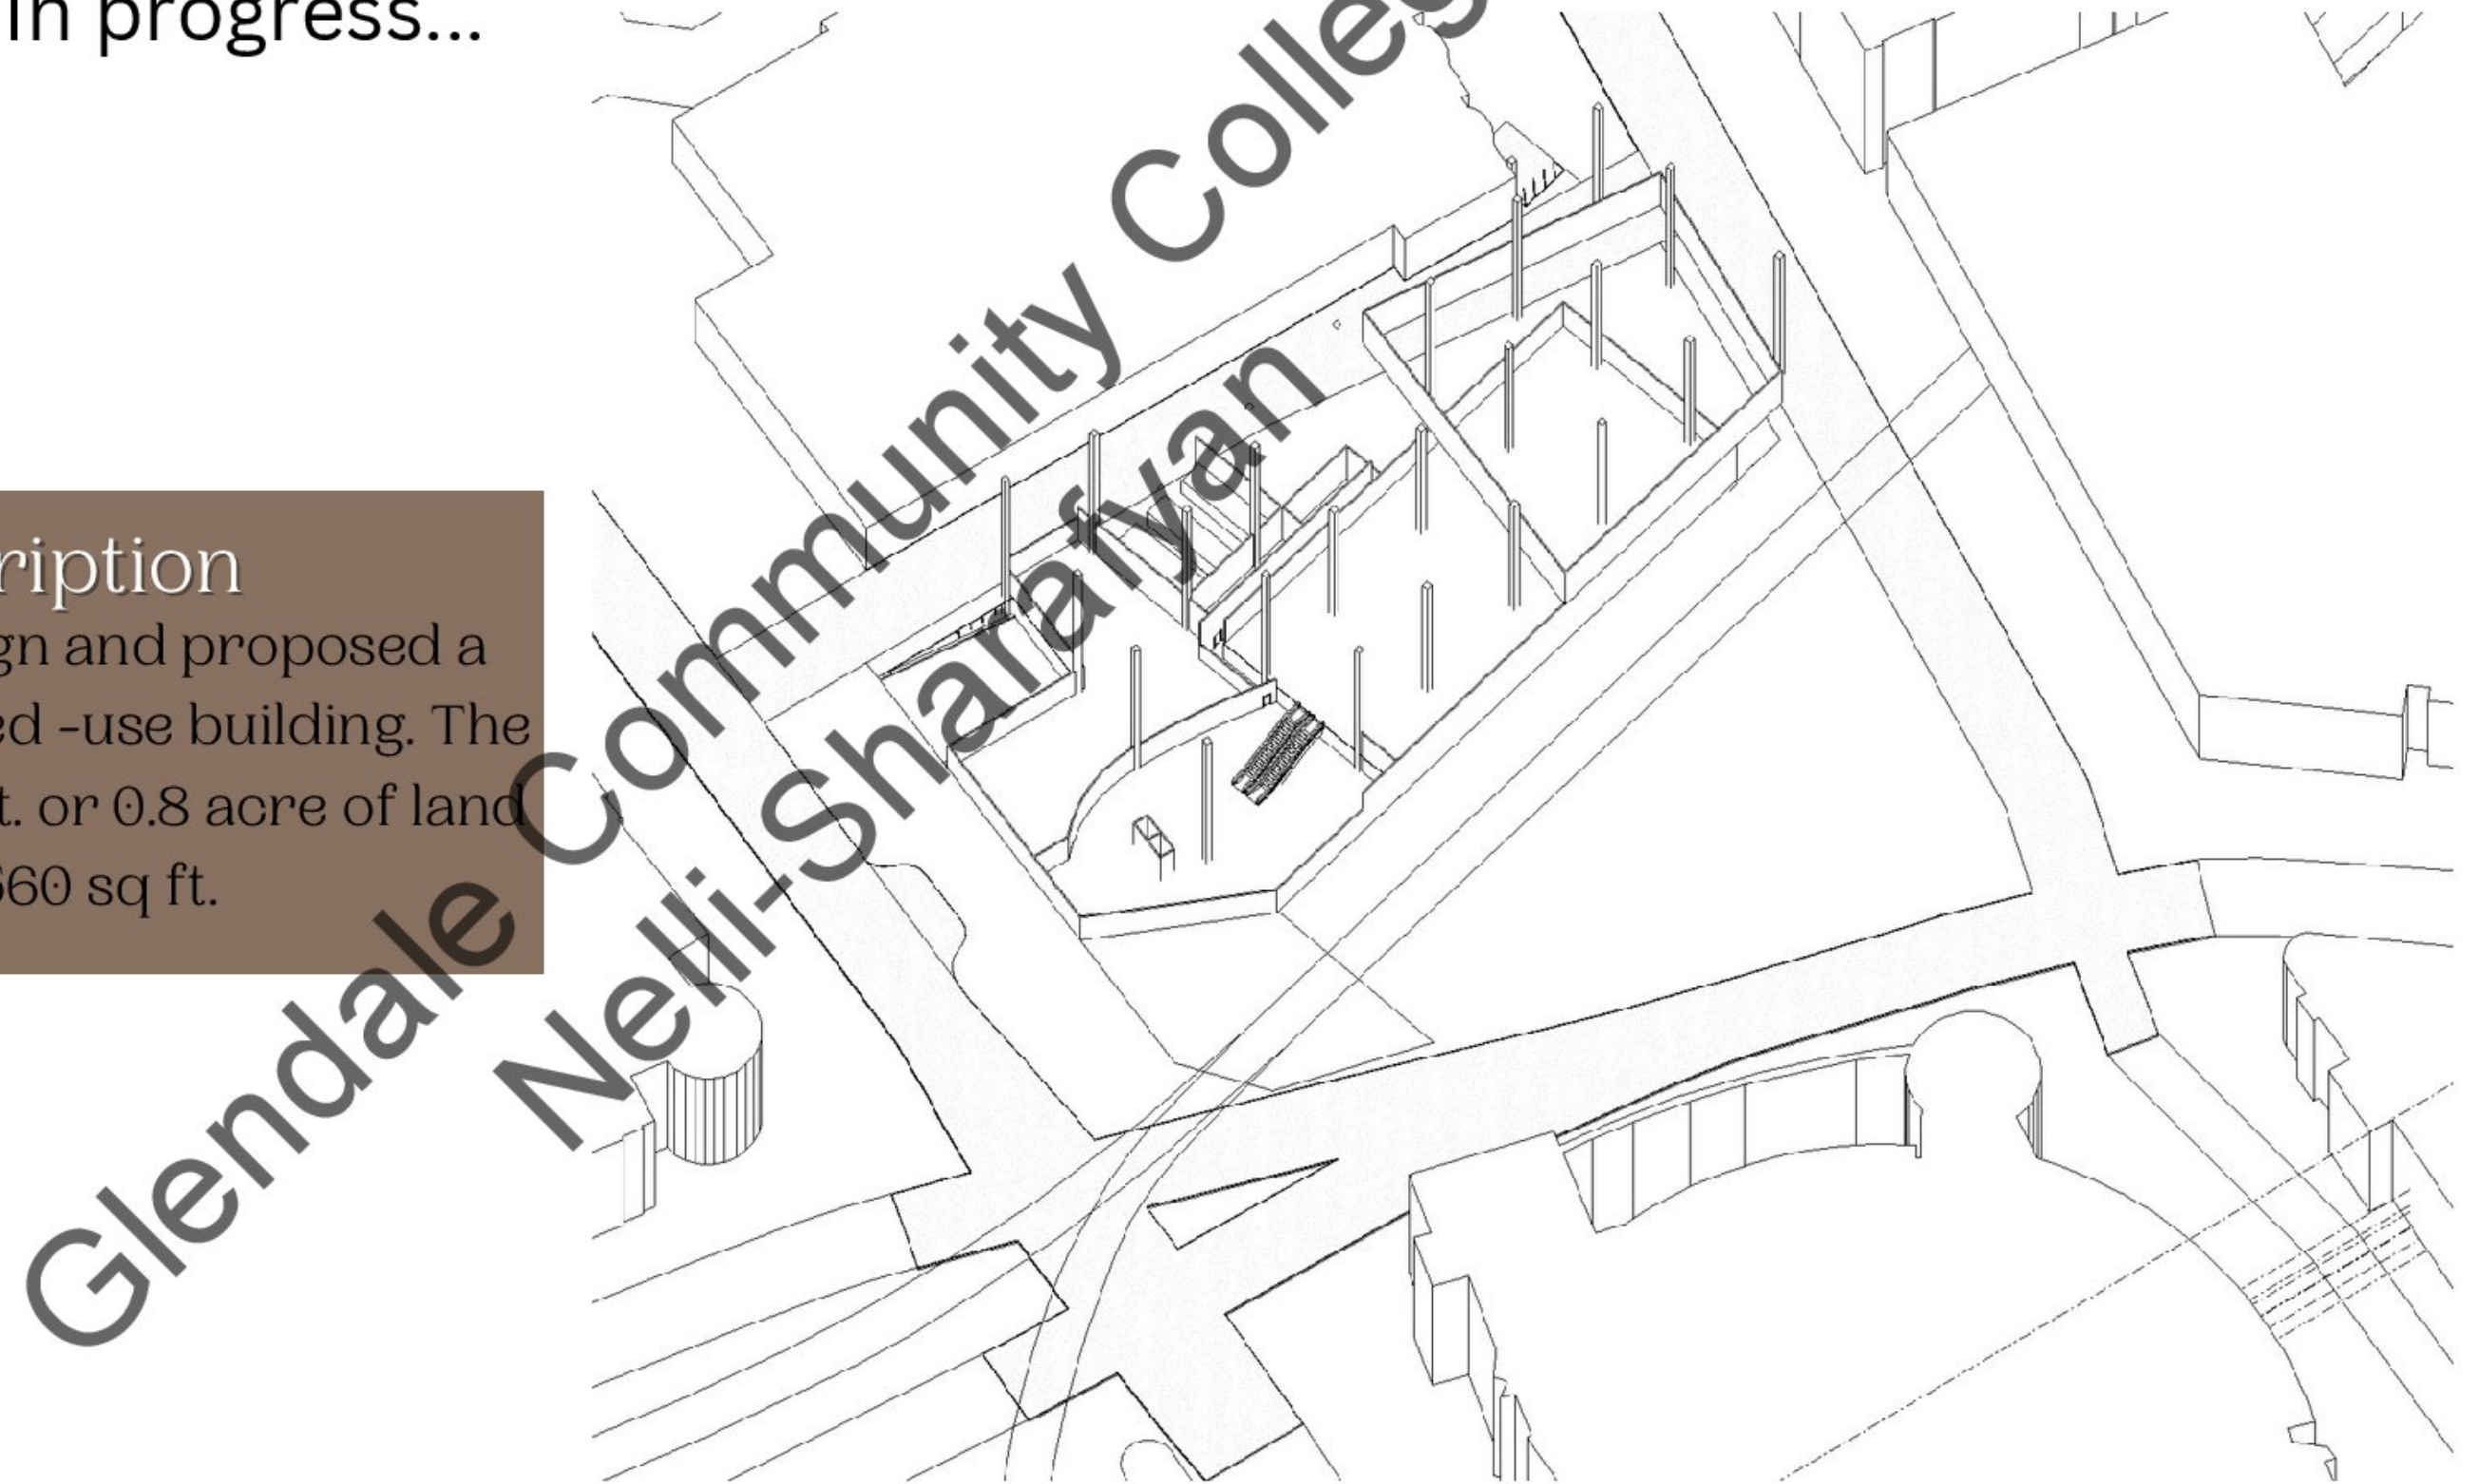 in progress...
ription
gn and proposed a
ed -use building. The
t. or 0.8 acre of land
660 sq ft.
Glendale Community Colleg
Nelli-Sharafyan